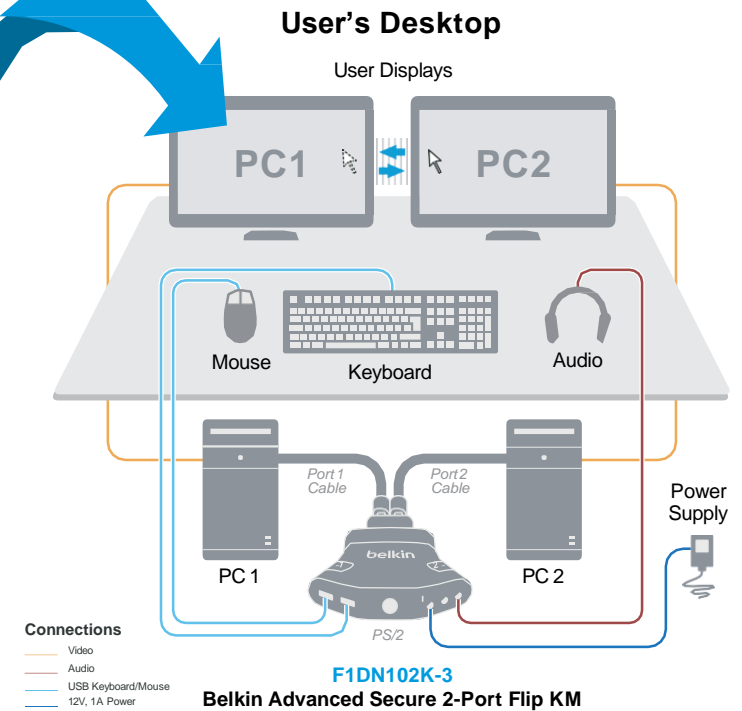 User's Desktop
User Displays
PC1
PC2
Mouse
Keyboard
Audio
Port 1
Cable
Port 2
Cable
Power
Supply
belkin
PC 1
PC 2
PS/2
Connections
Video
Audio
USB Keyboard/Mouse
12V, 1A Power
F1DN102K-3
Belkin Advanced Secure 2-Port Flip KM